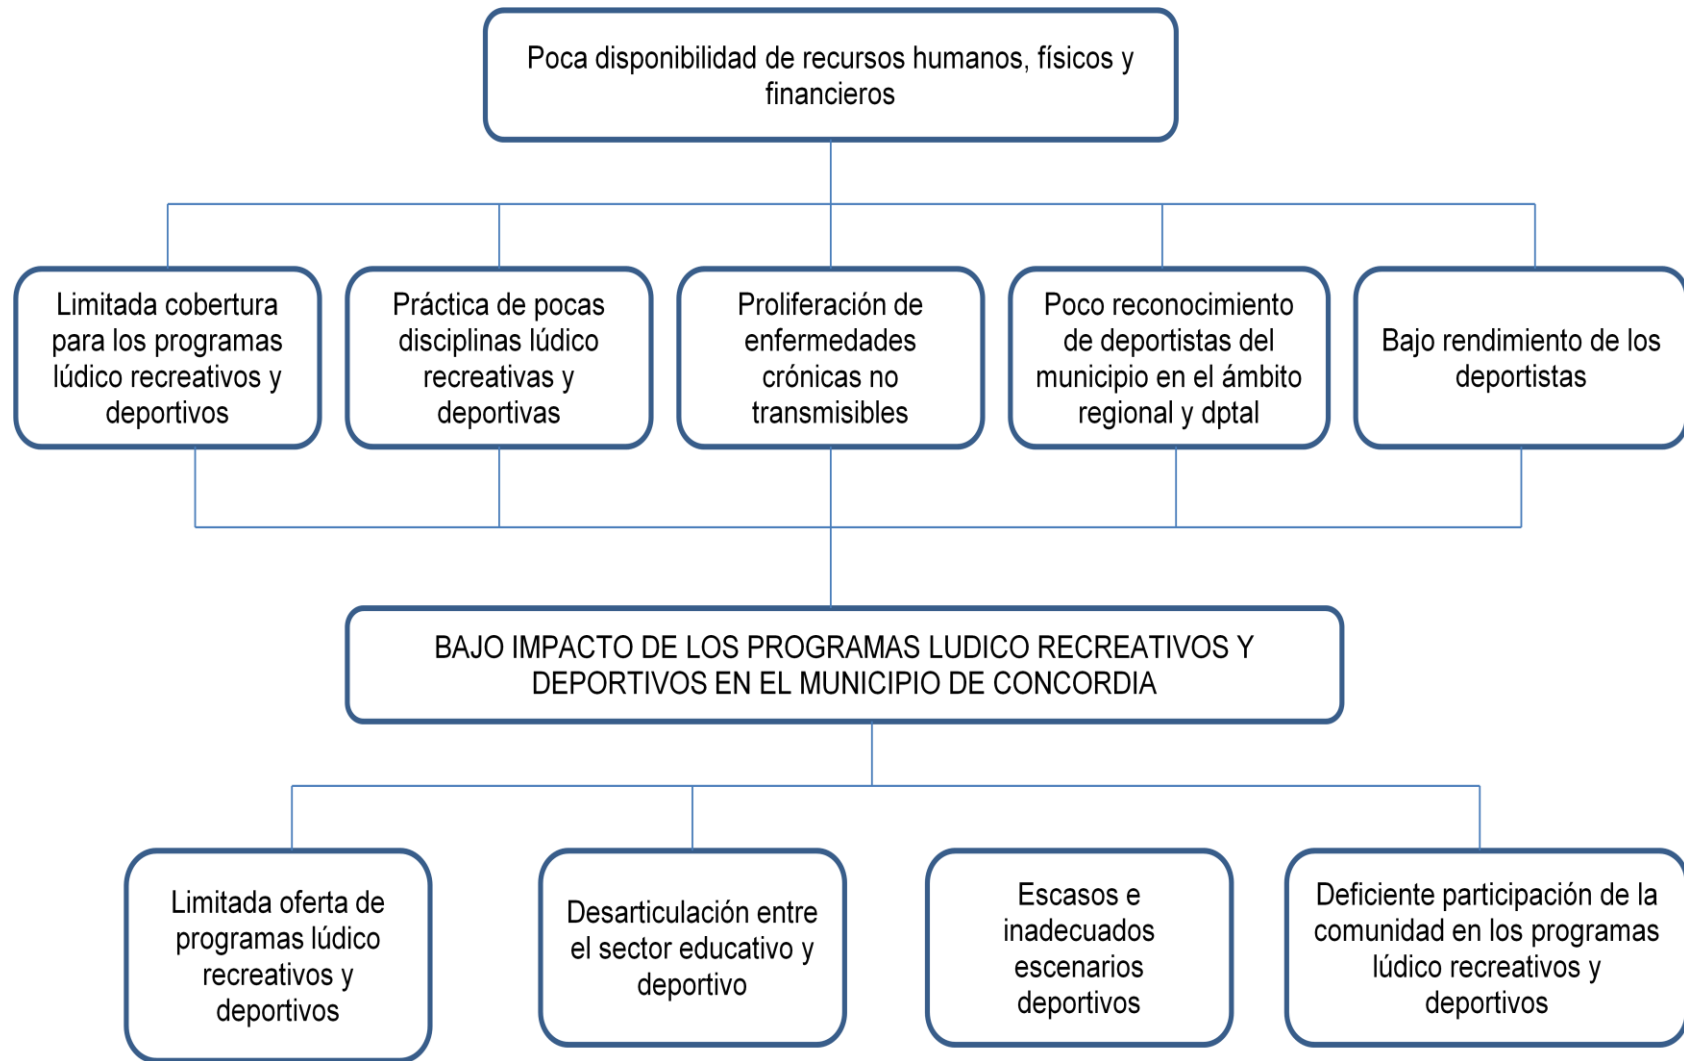 Poca disponibilidad de recursos humanos, físicos y
financieros
Limitada cobertura
para los programas
lúdico recreativos y
deportivos
Práctica de pocas
disciplinas lúdico
recreativas y
deportivas
Proliferación de
enfermedades
crónicas no
transmisibles
Poco reconocimiento
de deportistas del
municipio en el ámbito
regional y dptal
Bajo rendimiento de los
deportistas
BAJO IMPACTO DE LOS PROGRAMAS LUDICO RECREATIVOS Y
DEPORTIVOS EN EL MUNICIPIO DE CONCORDIA
Limitada oferta de
programas lúdico
recreativos y
deportivos
Desarticulación entre
el sector educativo y
deportivo
Escasos e
inadecuados
escenarios
deportivos
Deficiente participación de la
comunidad en los programas
lúdico recreativos y
deportivos